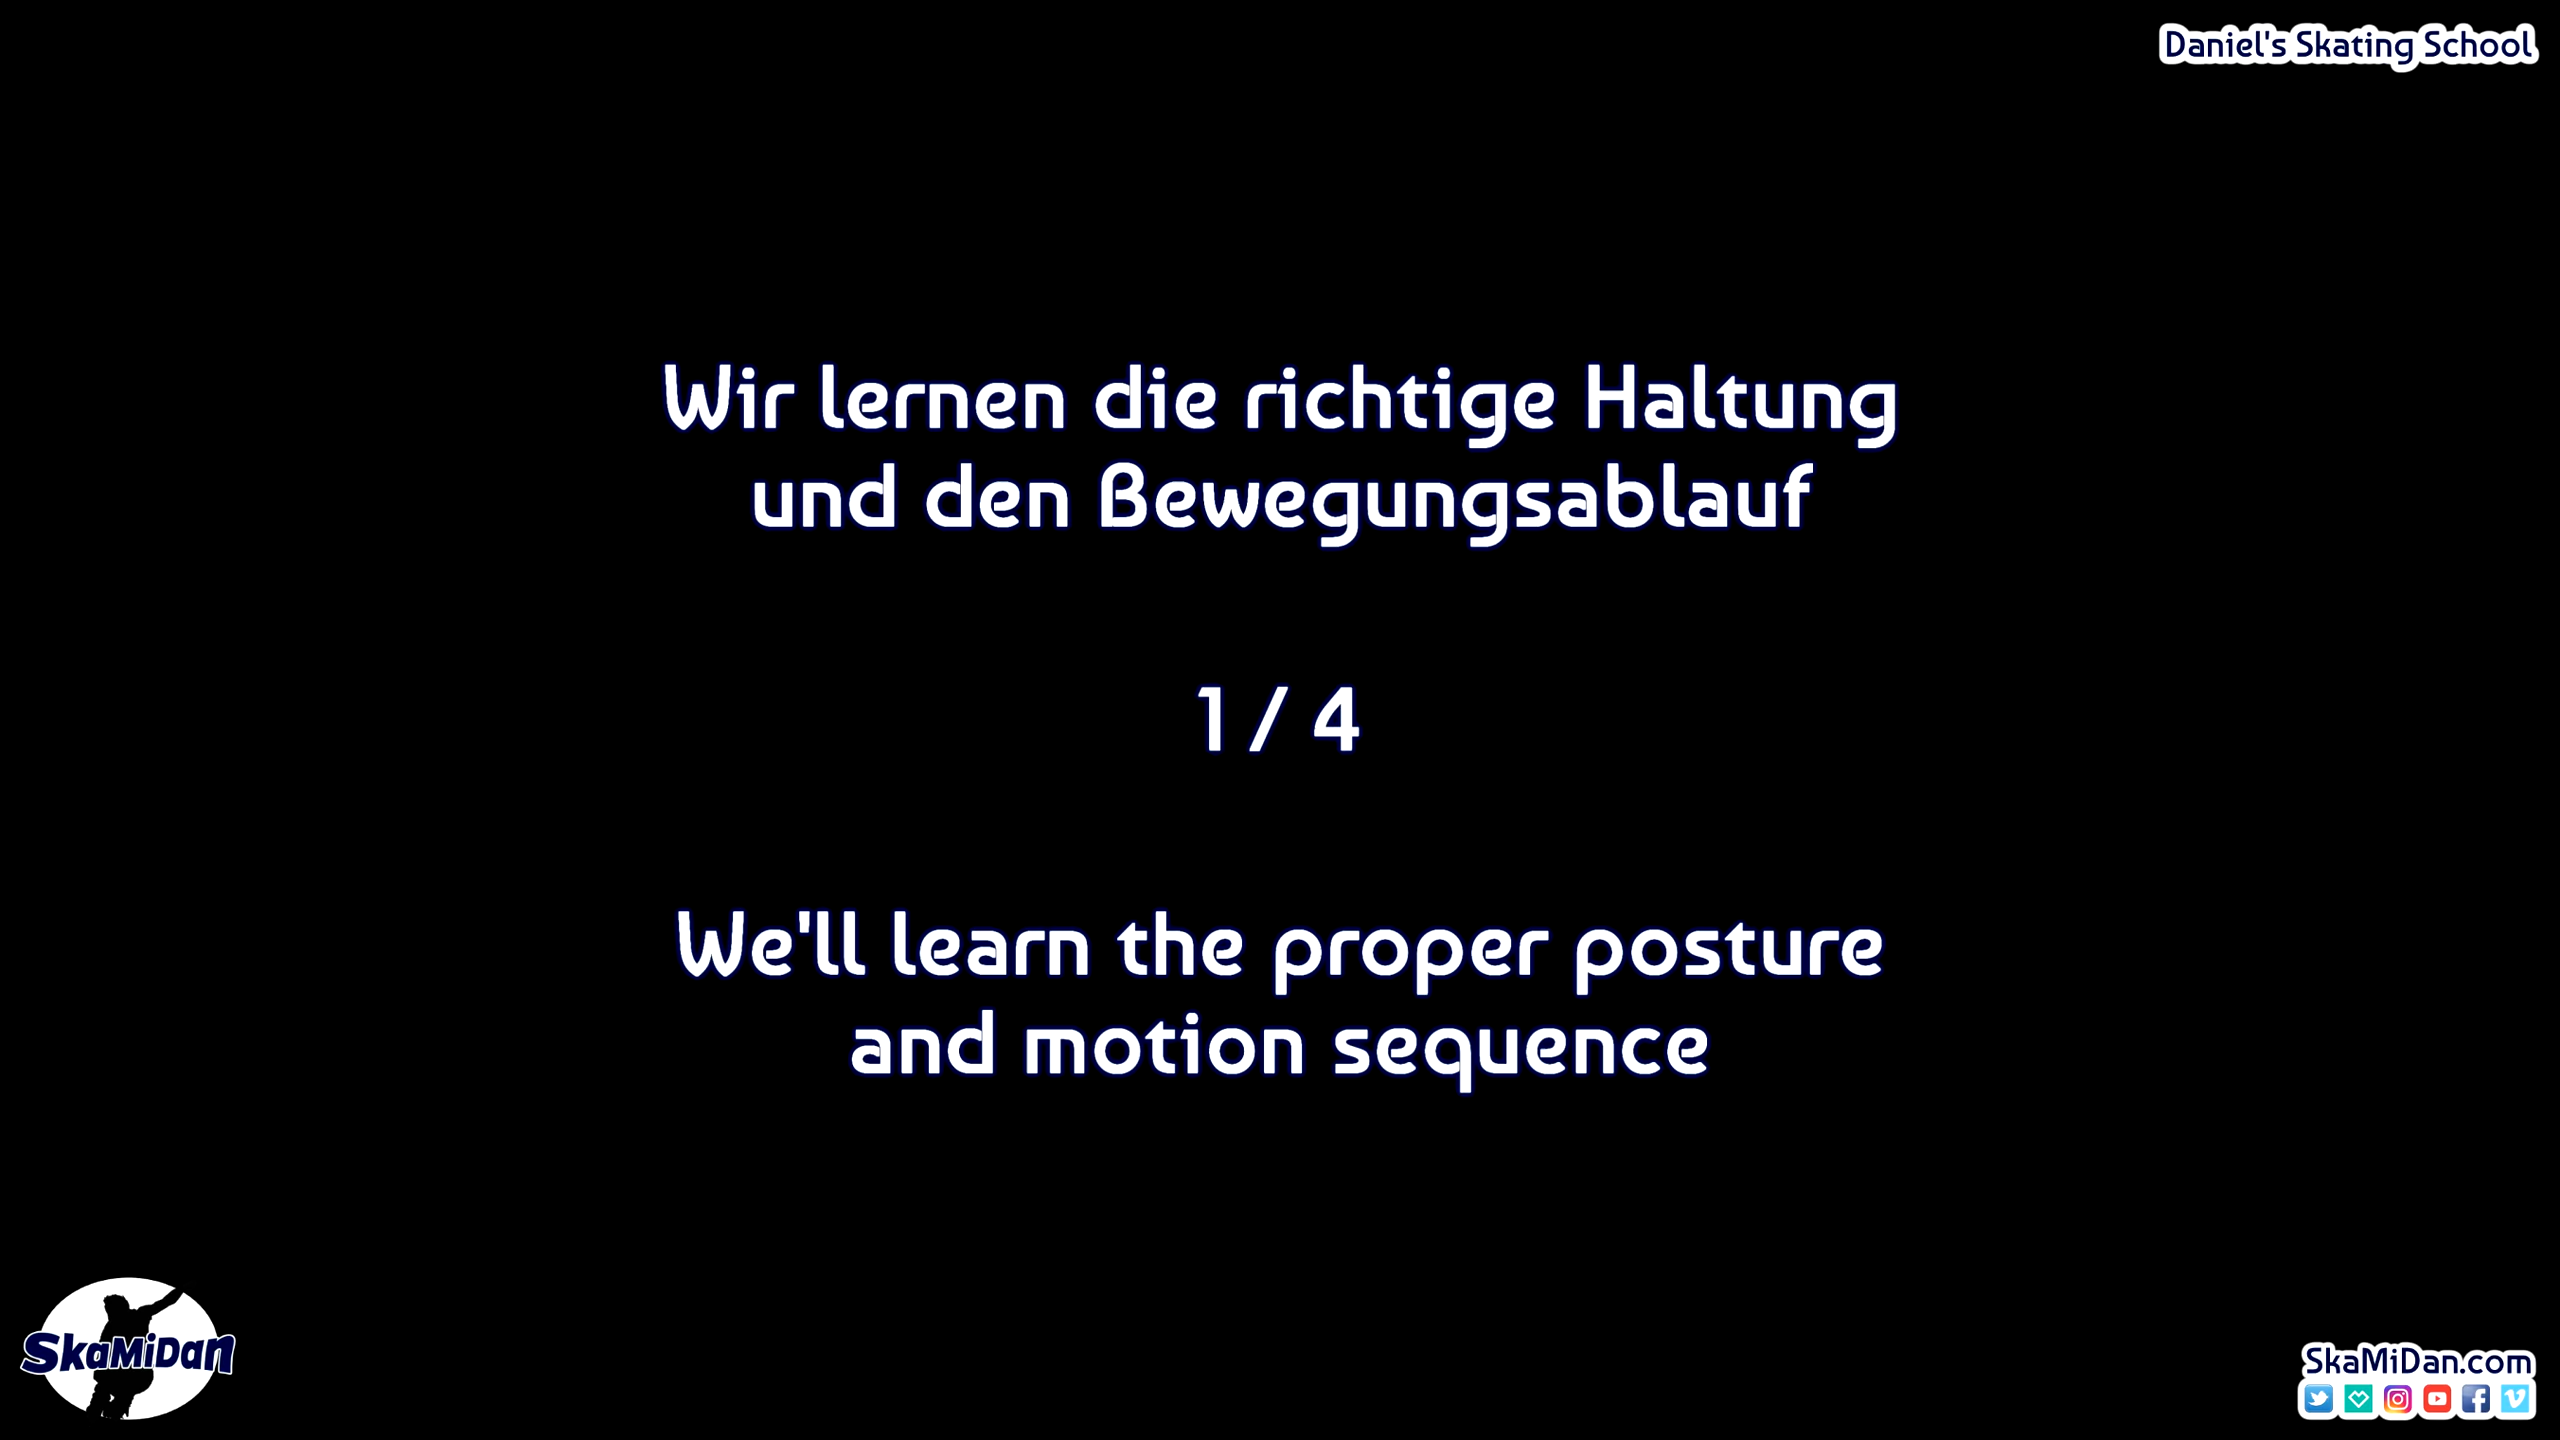 Daniel's Skating School
Wir lernen die richtige Haltung
und den Bewegungsablauf
1 / 4
We'll learn the proper posture
and motion sequence
SkaMiDan
SkaMiDan.com